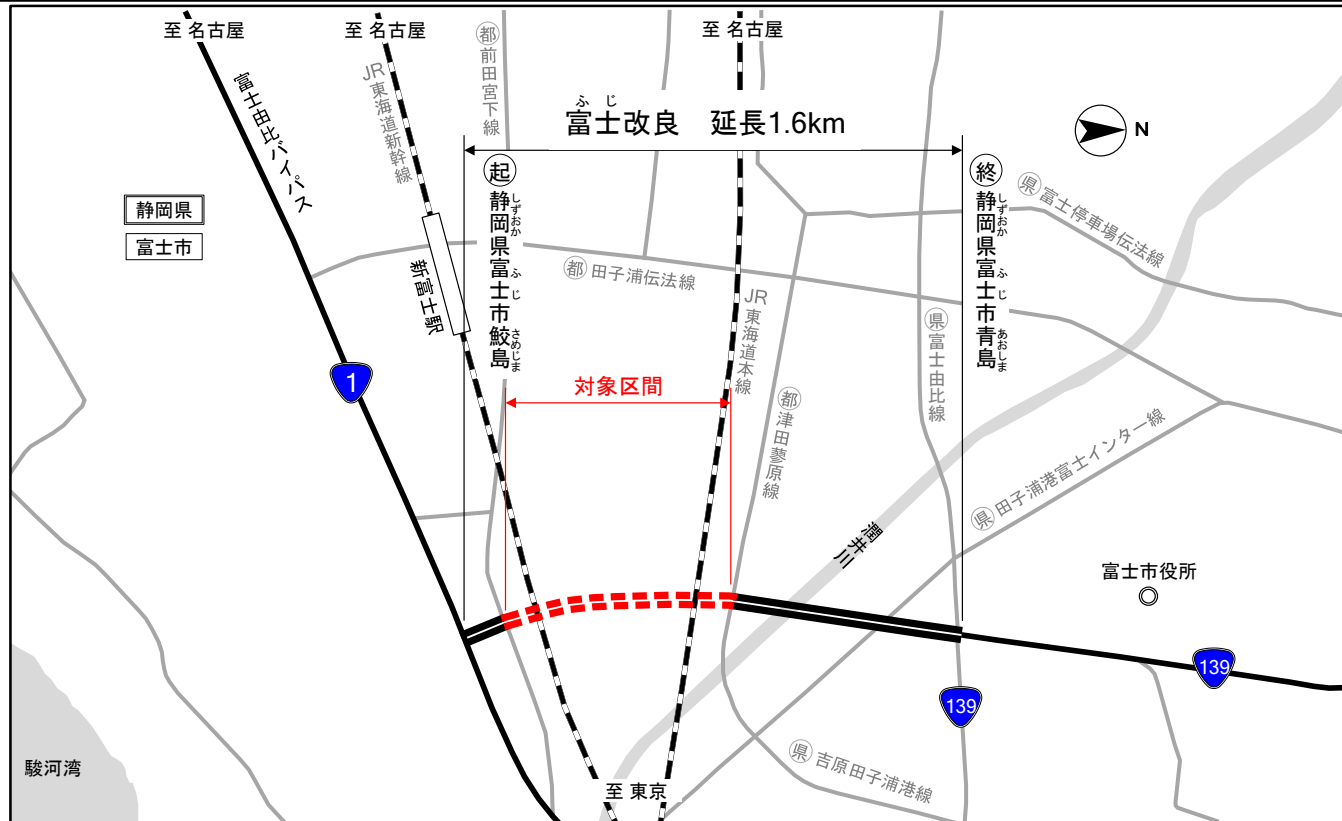 至 名古屋
至 名古屋
至 名古屋
都 前田宮下線
JR東海道新幹線
富士由比バイパス
ふじ
富士改良 延長1.6km
N
静岡県
富士市
起
静岡県富士市鮫島
しずおか ふじ さめじま
終
静岡県富士市青島
しずおか ふじ あおしま
県 富士停車場伝法線
新富士駅
都 田子浦伝法線
JR東海道本線
県 富士由比線
1
対象区間
都 津田蓼原線
県 田子浦港富士インター線
潤井川
富士市役所
139
139
県 吉原田子浦港線
駿河湾
至 東京